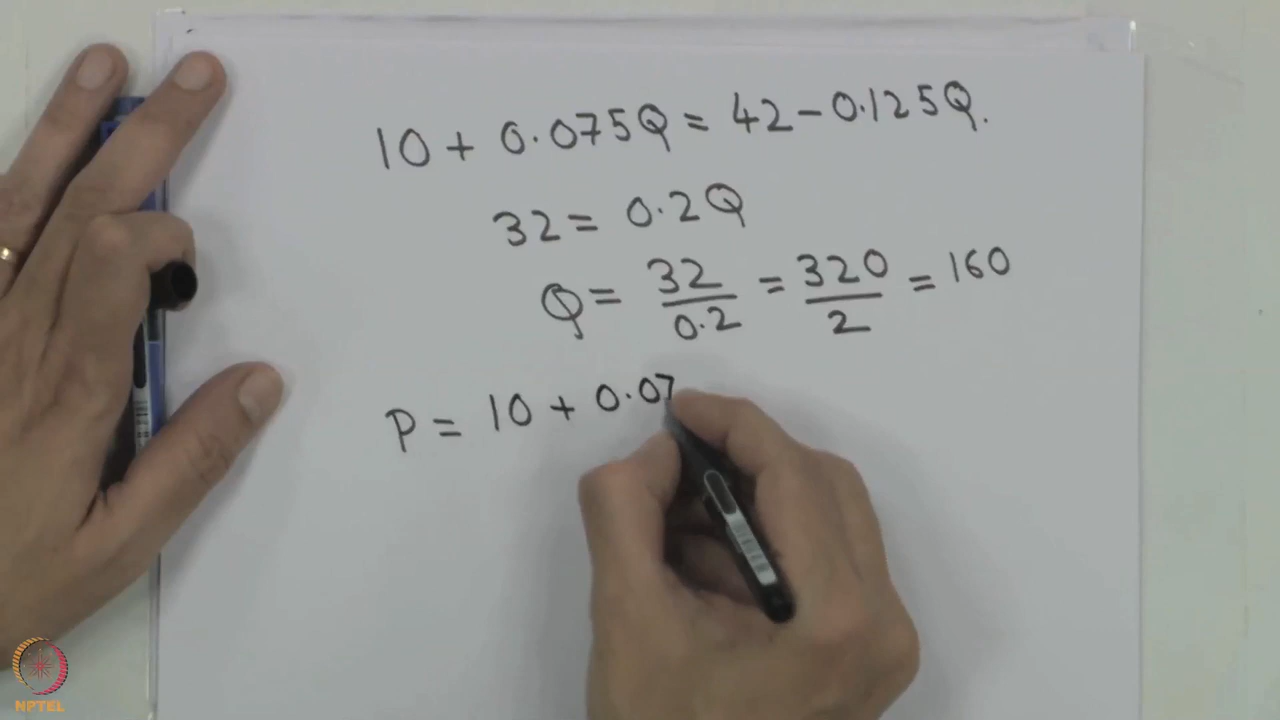 10 + 0.075Q = 42 - 0.125Q.
32 = 0.2Q
Q = 32/0.2 = 320/2 = 160
P = 10 + 0.07
NPTEL